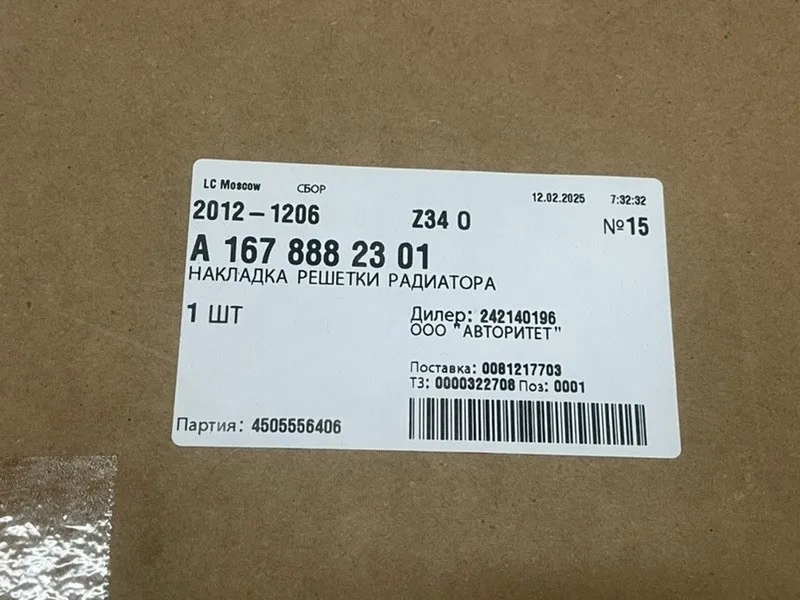 LC Moscow СБОР 12.02.2025 7:32:32
2012-1206 Z34 0 №15
A 167 888 23 01
НАКЛАДКА РЕШЕТКИ РАДИАТОРА
1 ШТ
Дилер: 242140196
ООО "АВТОРИТЕТ"
Поставка: 0081217703
ТЗ: 0000322708 Поз: 0001
Партия: 4505556406